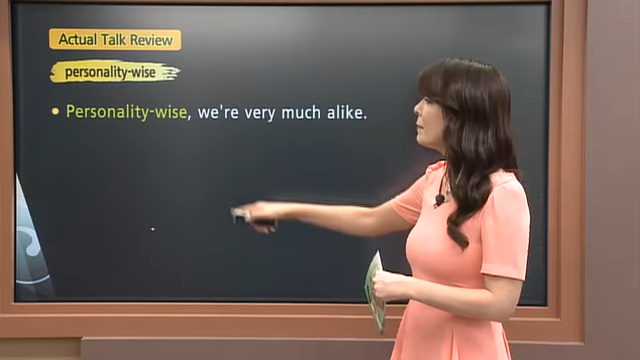 Actual Talk Review
personality-wise
Personality-wise, we're very much alike.